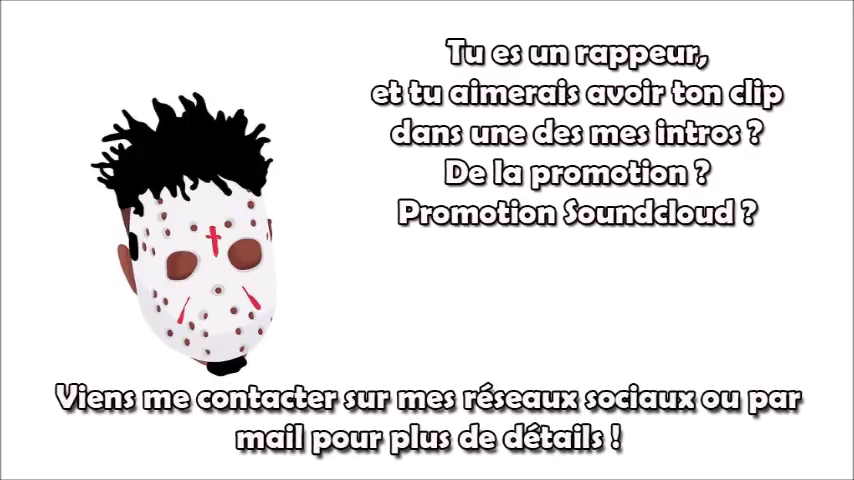 Tu es un rappeur,
et tu aimerais avoir ton clip
dans une des mes intros ?
De la promotion ?
Promotion Soundcloud ?
Viens me contacter sur mes réseaux sociaux ou par
mail pour plus de détails !